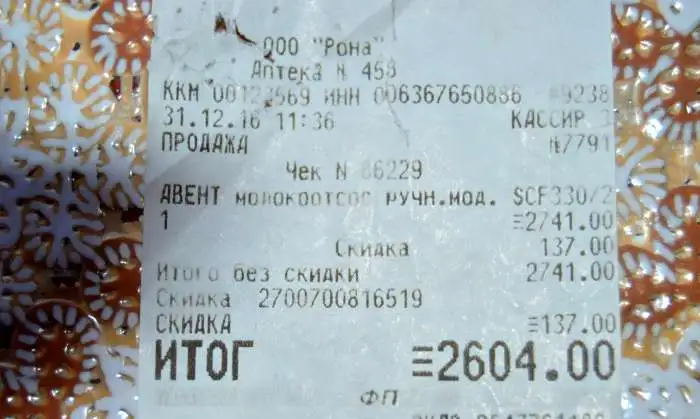 ООО "Рона"
Аптека N 458
ККМ 00123569 ИНН 006367650886 #9238
31.12.16 11:36 КАССИР 3
ПРОДАЖА №7791
Чек N 66229
АВЕНТ молокоотсос РУЧН.МОД. SCF330/2
1 ≡2741.00
Скидка 137.00
Итого без скидки 2741.00
Скидка 2700700816519
СКИДКА ≡137.00
ИТОГ ≡2604.00
ФП